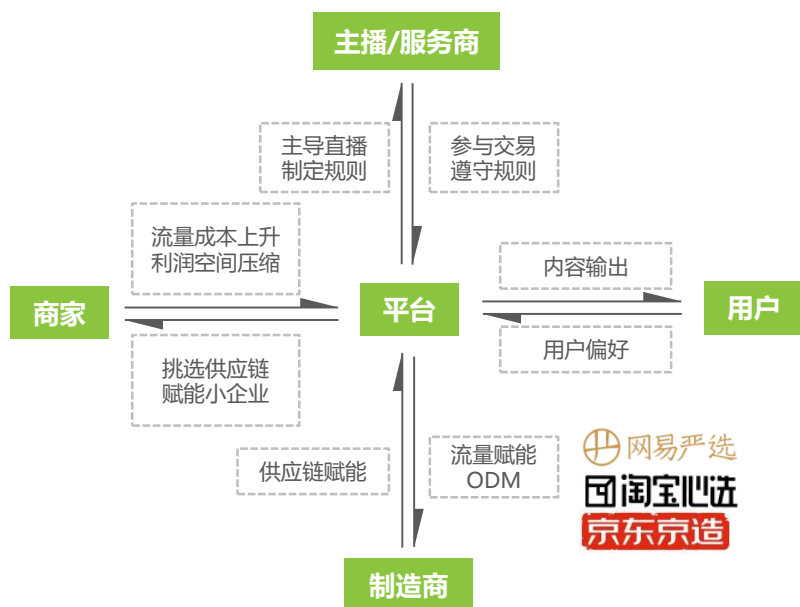 主播/服务商
主导直播
制定规则
参与交易
遵守规则
流量成本上升
利润空间压缩
内容输出
商家
平台
用户
挑选供应链
赋能小企业
用户偏好
供应链赋能
流量赋能
ODM
网易严选
淘宝心选
京东京造
制造商